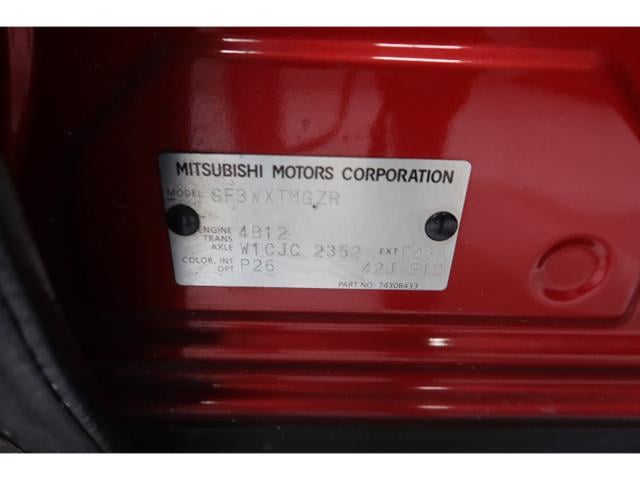 MITSUBISHI MOTORS CORPORATION
MODEL SF3WXTMGZR
ENGINE 4B12
TRANS
AXLE W1CJC 2352 EXT
COLOR, INT P26 42J
OPT
PART NO. 7430B433